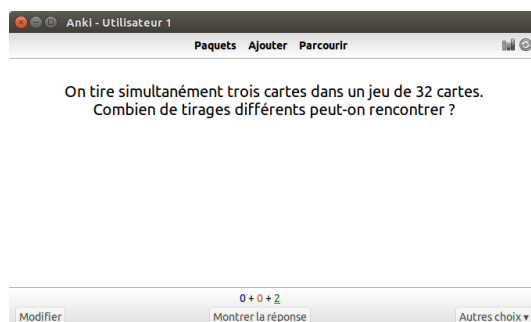 Anki - Utilisateur 1
Paquets Ajouter Parcourir
On tire simultanément trois cartes dans un jeu de 32 cartes.
Combien de tirages différents peut-on rencontrer ?
0 + 0 + 2
Modifier Montrer la réponse Autres choix ▾